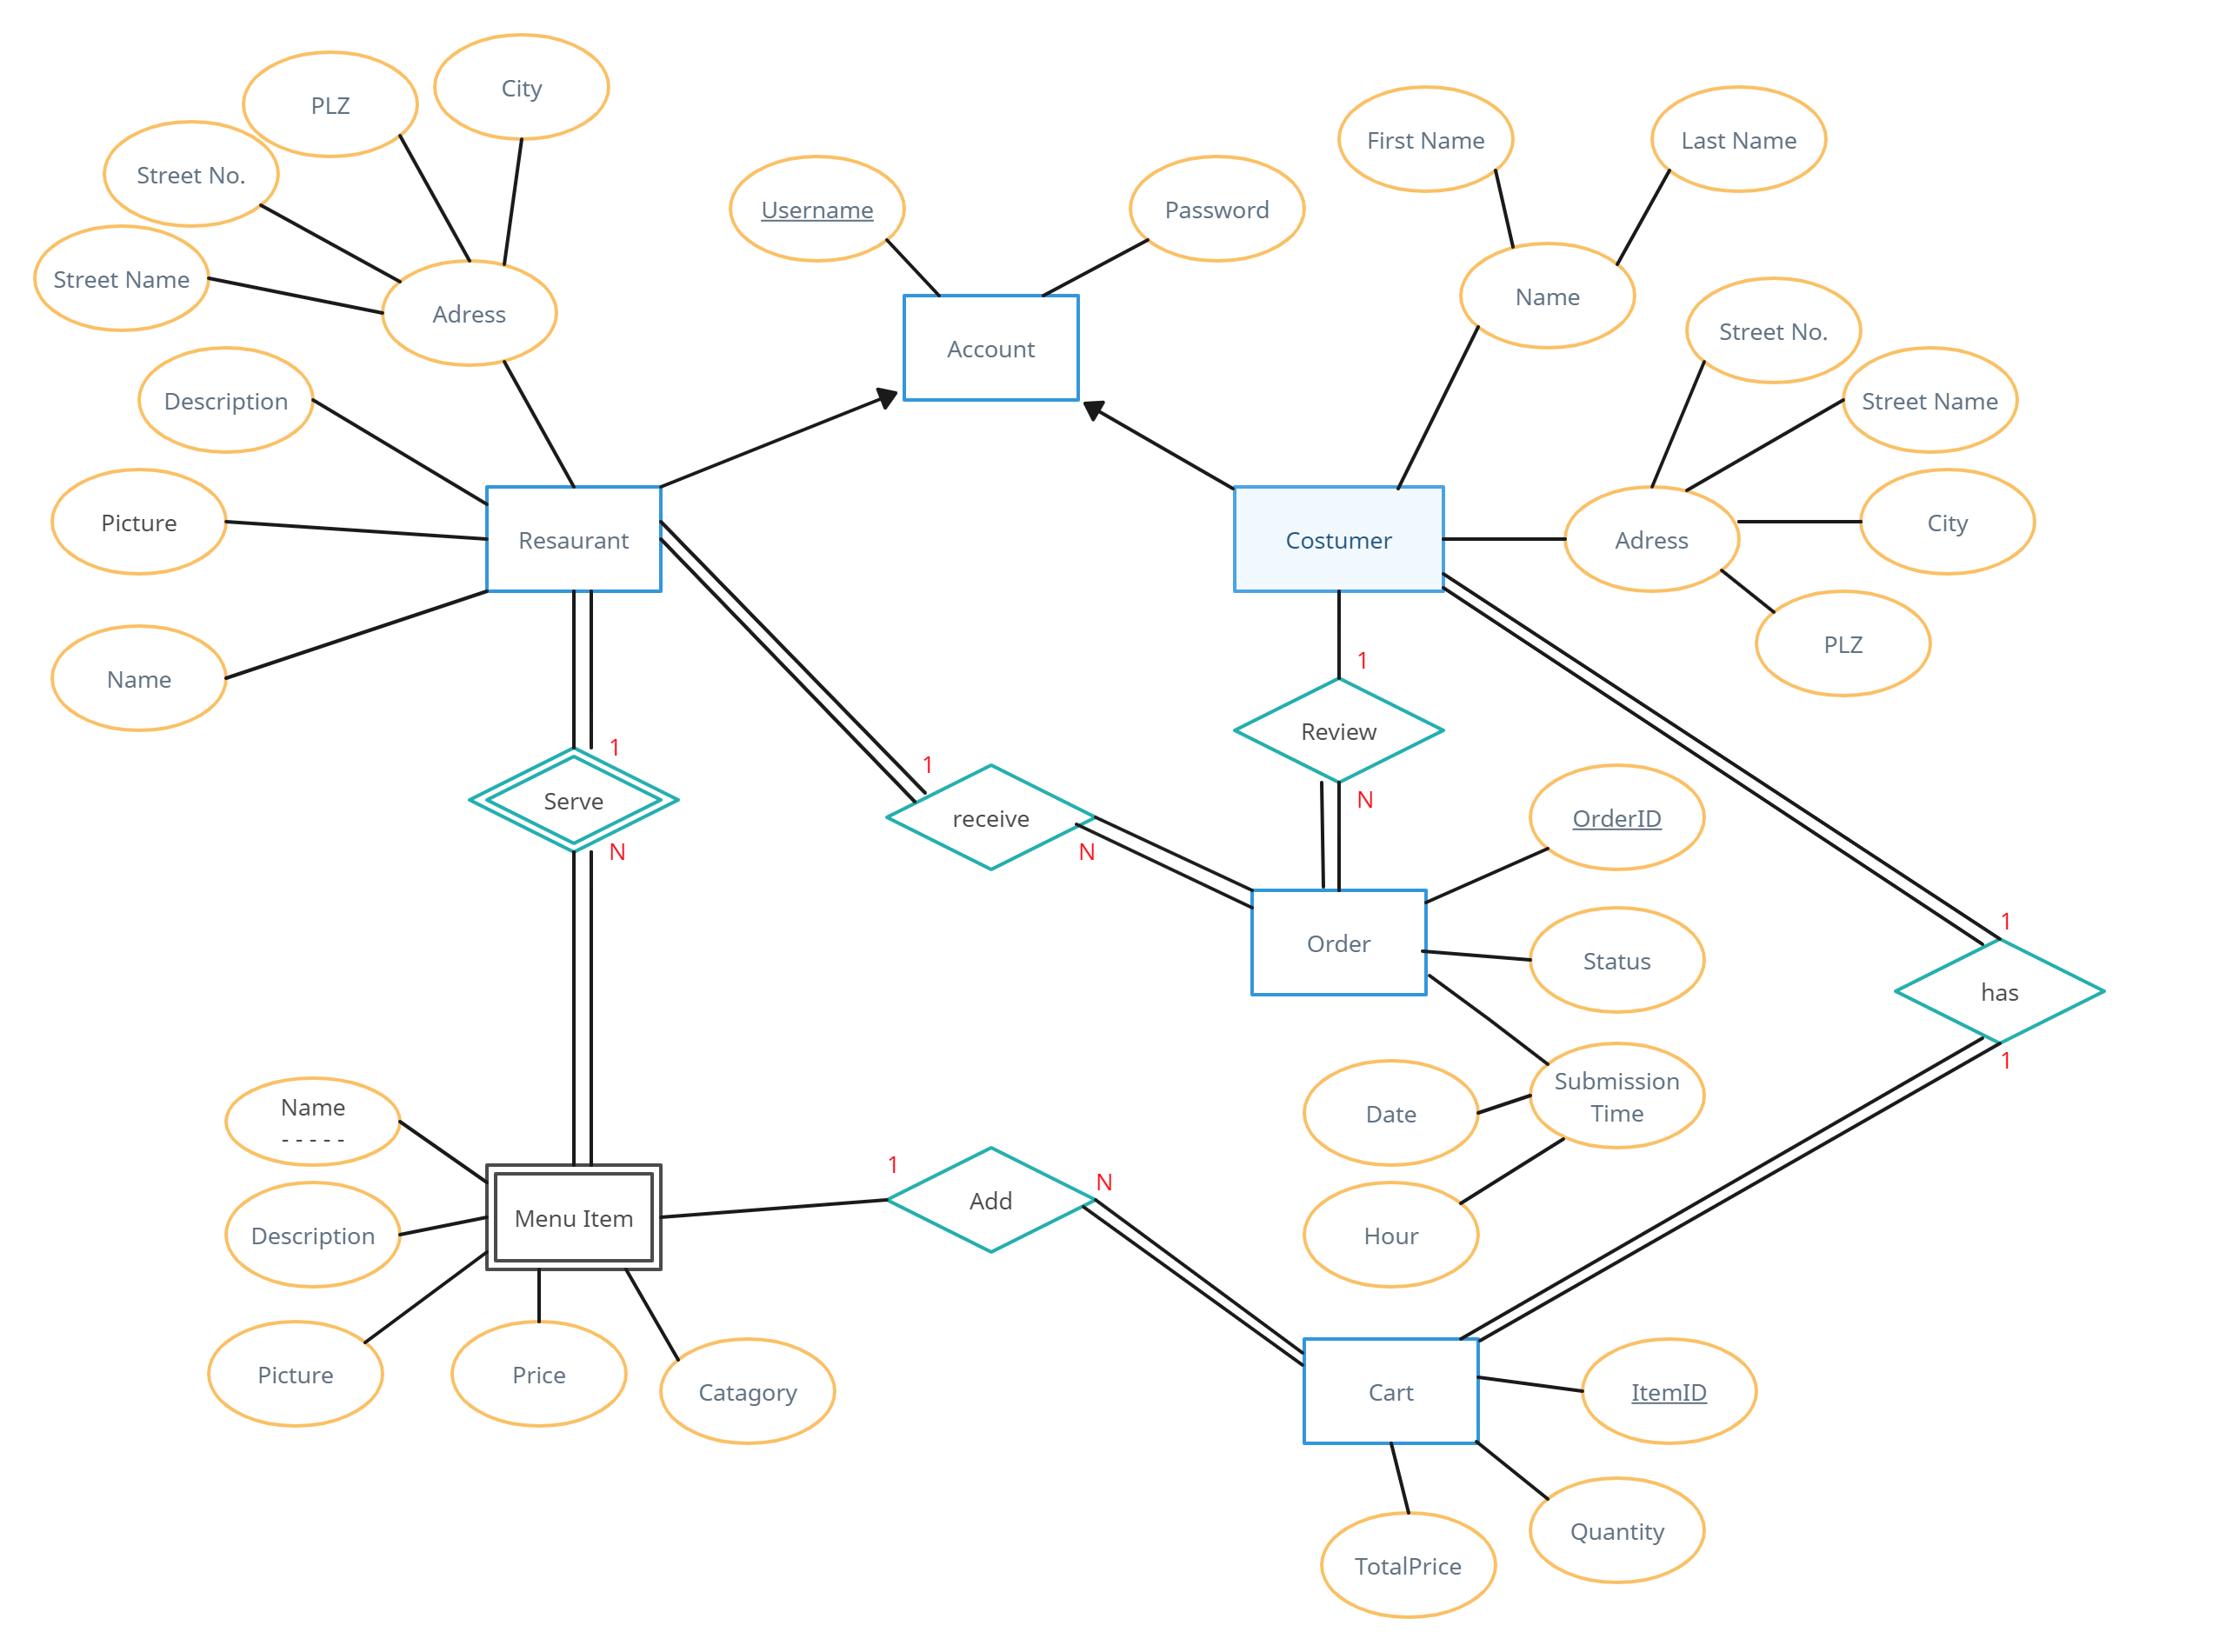 City
PLZ
First Name
Last Name
Street No.
Username
Password
Street Name
Adress
Name
Street No.
Account
Description
Street Name
Picture
Resaurant
Costumer
Adress
City
PLZ
Name
1
Review
1
1
Serve
N
receive
N
N
OrderID
Order
Status
1
has
1
Submission
Time
Date
Name
- - - - -
Hour
Description
Menu Item
1
Add
N
Picture
Price
Catagory
Cart
ItemID
Quantity
TotalPrice